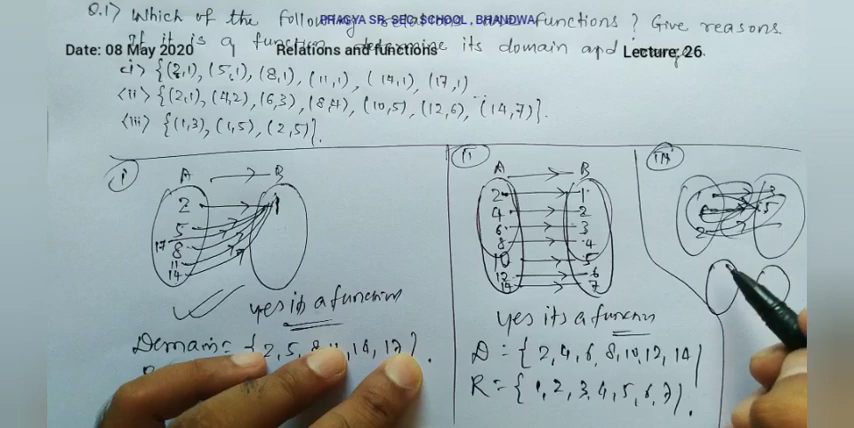 Q.1> Which of the following relations are functions? Give reasons.
PRAGYA SR. SEC. SCHOOL, BHANDWA
If it is a function determine its domain and range.
Date: 08 May 2020 Relations and functions Lecture: 26
<i> {(2,1), (5,1), (8,1), (11,1), (14,1), (17,1)
<ii> {(2,1), (4,2), (6,3), (8,4), (10,5), (12,6), (14,7)}.
<iii> {(1,3), (1,5), (2,5)}.
i
A B
2 1
5
17
8
11
14
yes it is a function
Domain = {2, 5, 8, 11, 14, 17}.
ii
A B
2 1
4 2
6 3
8 4
10 5
12 6
14 7
yes its a function
D = {2, 4, 6, 8, 10, 12, 14}
R = {1, 2, 3, 4, 5, 6, 7}.
iii
1 3
5
2